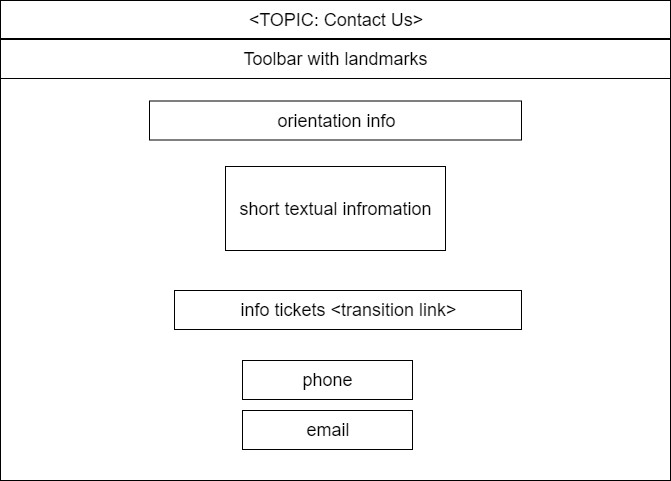 <TOPIC: Contact Us>
Toolbar with landmarks
orientation info
short textual infromation
info tickets <transition link>
phone
email